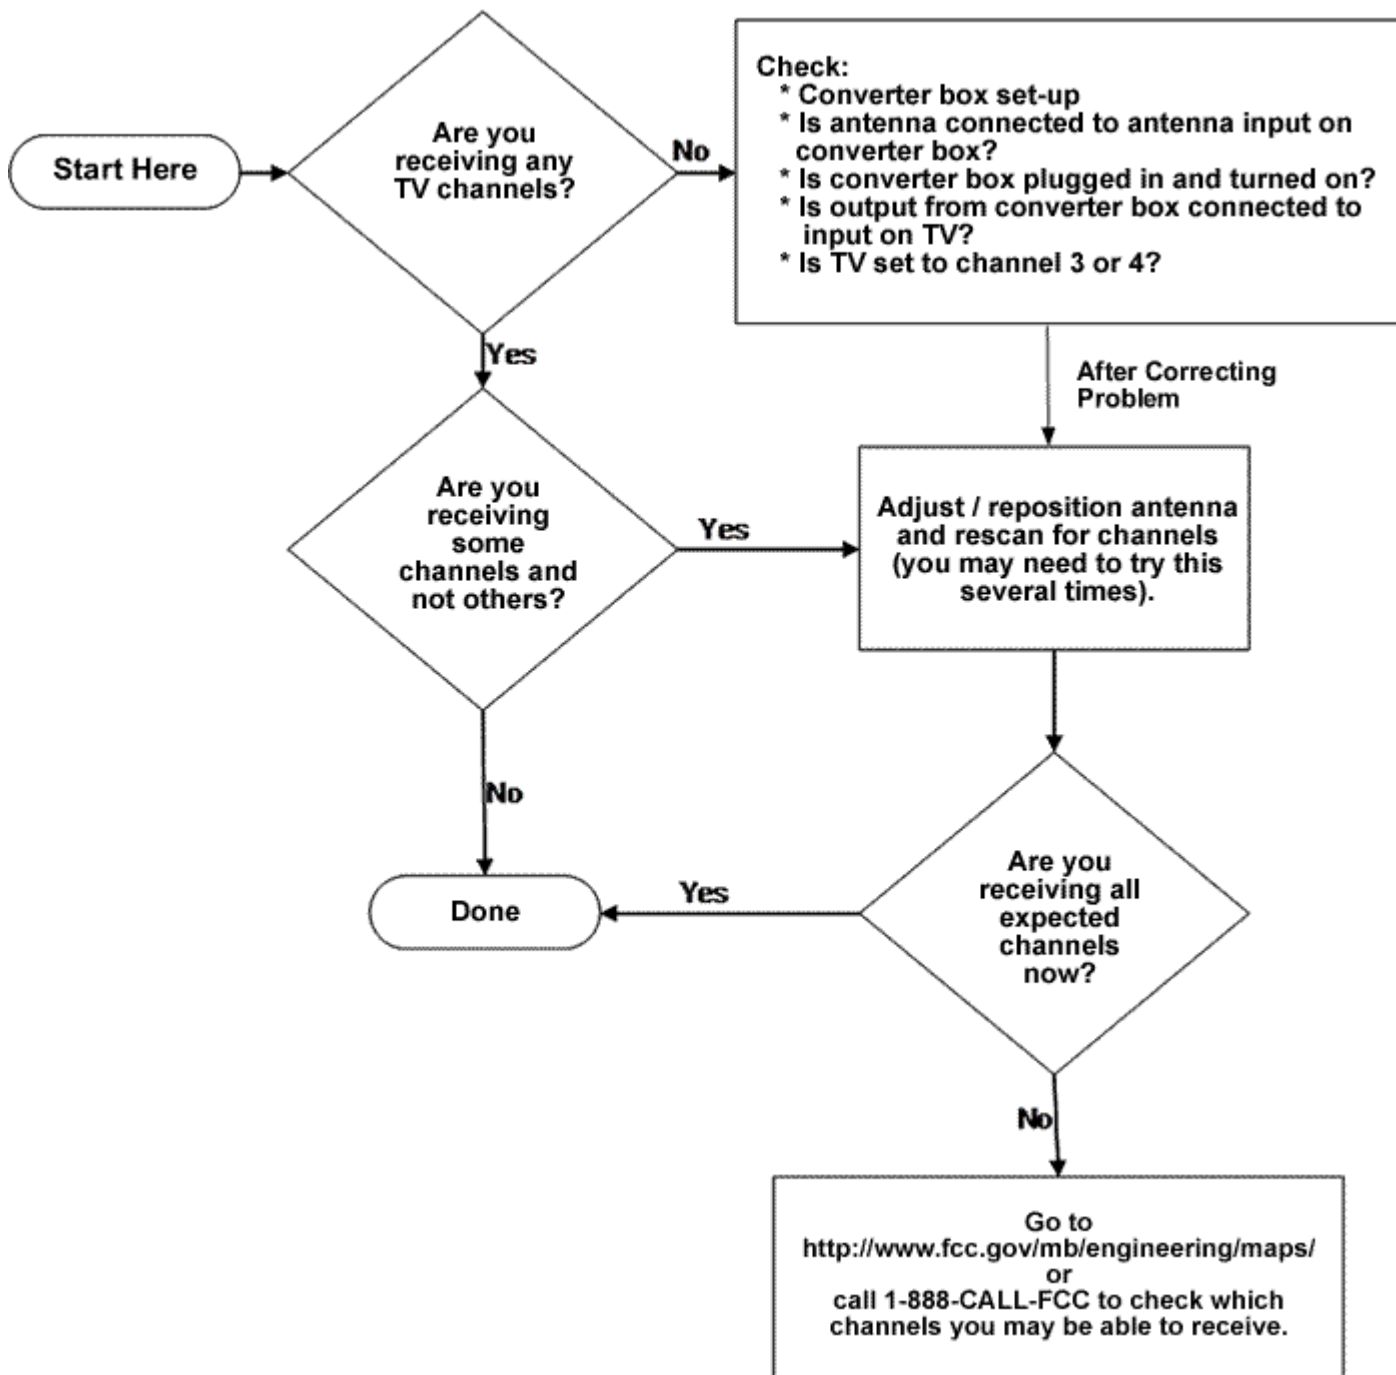 Start Here
Are you
receiving any
TV channels?
No
Check:
* Converter box set-up
* Is antenna connected to antenna input on
converter box?
* Is converter box plugged in and turned on?
* Is output from converter box connected to
input on TV?
* Is TV set to channel 3 or 4?
Yes
After Correcting
Problem
Are you
receiving
some
channels and
not others?
Yes
Adjust / reposition antenna
and rescan for channels
(you may need to try this
several times).
No
Done
Yes
Are you
receiving all
expected
channels
now?
No
Go to
http://www.fcc.gov/mb/engineering/maps/
or
call 1-888-CALL-FCC to check which
channels you may be able to receive.